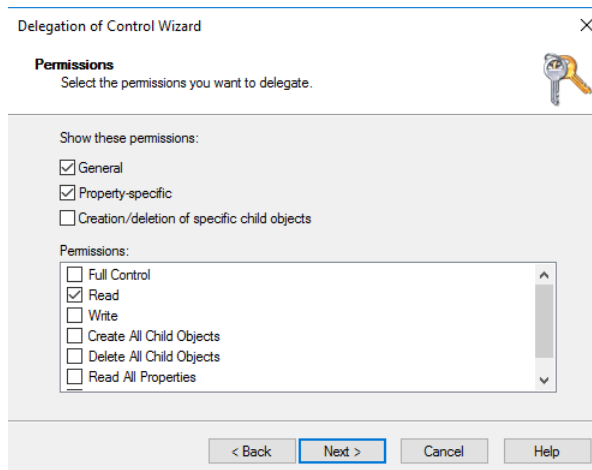 Delegation of Control Wizard
Permissions
Select the permissions you want to delegate.
Show these permissions:
General
Property-specific
Creation/deletion of specific child objects
Permissions:
Full Control
Read
Write
Create All Child Objects
Delete All Child Objects
Read All Properties
< Back Next > Cancel Help